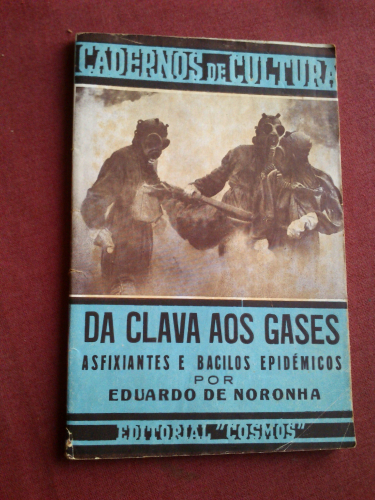 CADERNOS DE CULTURA
DA CLAVA AOS GASES
ASFIXIANTES E BACILOS EPIDÉMICOS
POR
EDUARDO DE NORONHA
EDITORIAL "COSMOS"